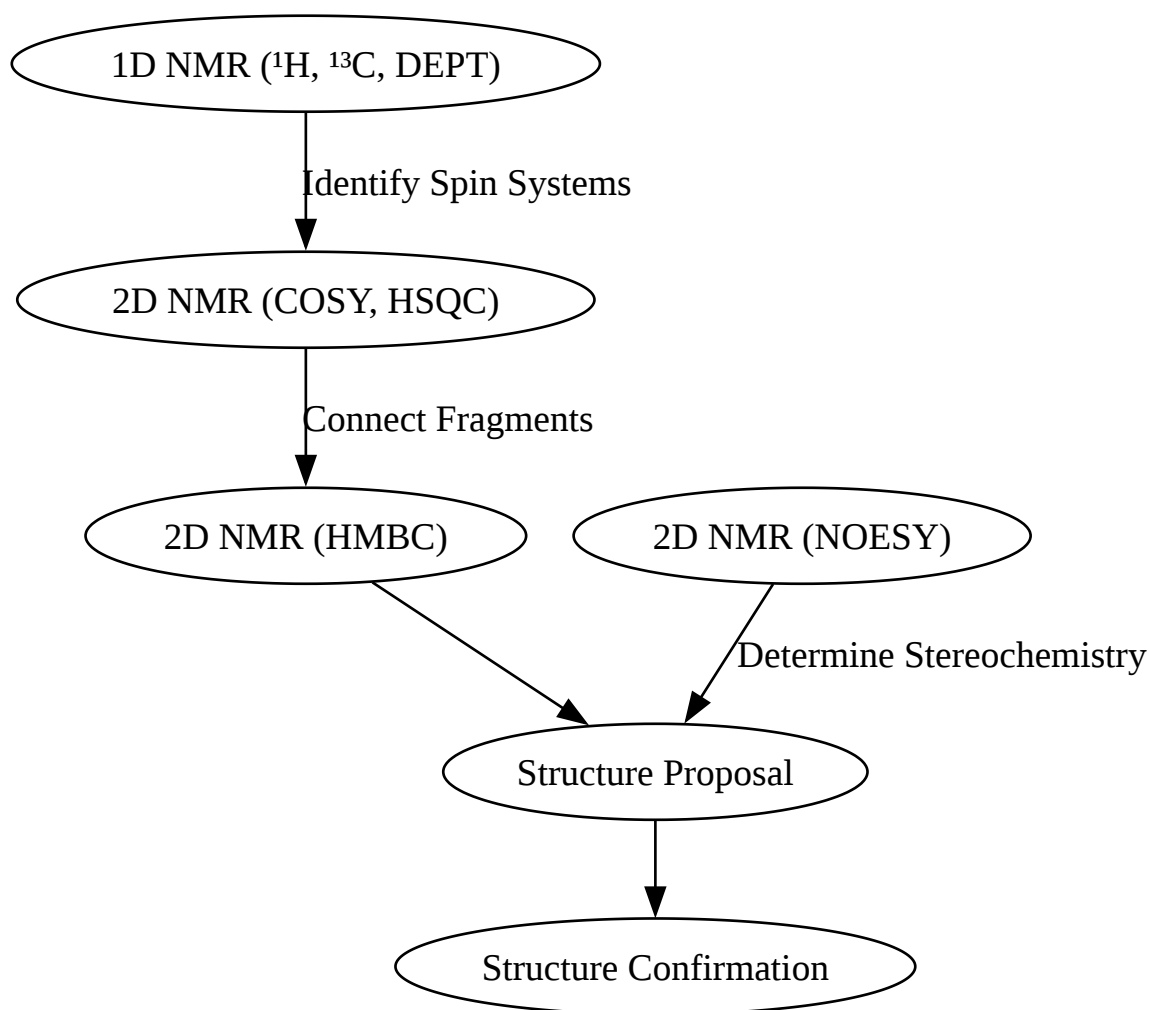 1D NMR (¹H, ¹³C, DEPT)
Identify Spin Systems
2D NMR (COSY, HSQC)
Connect Fragments
2D NMR (HMBC)
2D NMR (NOESY)
Determine Stereochemistry
Structure Proposal
Structure Confirmation